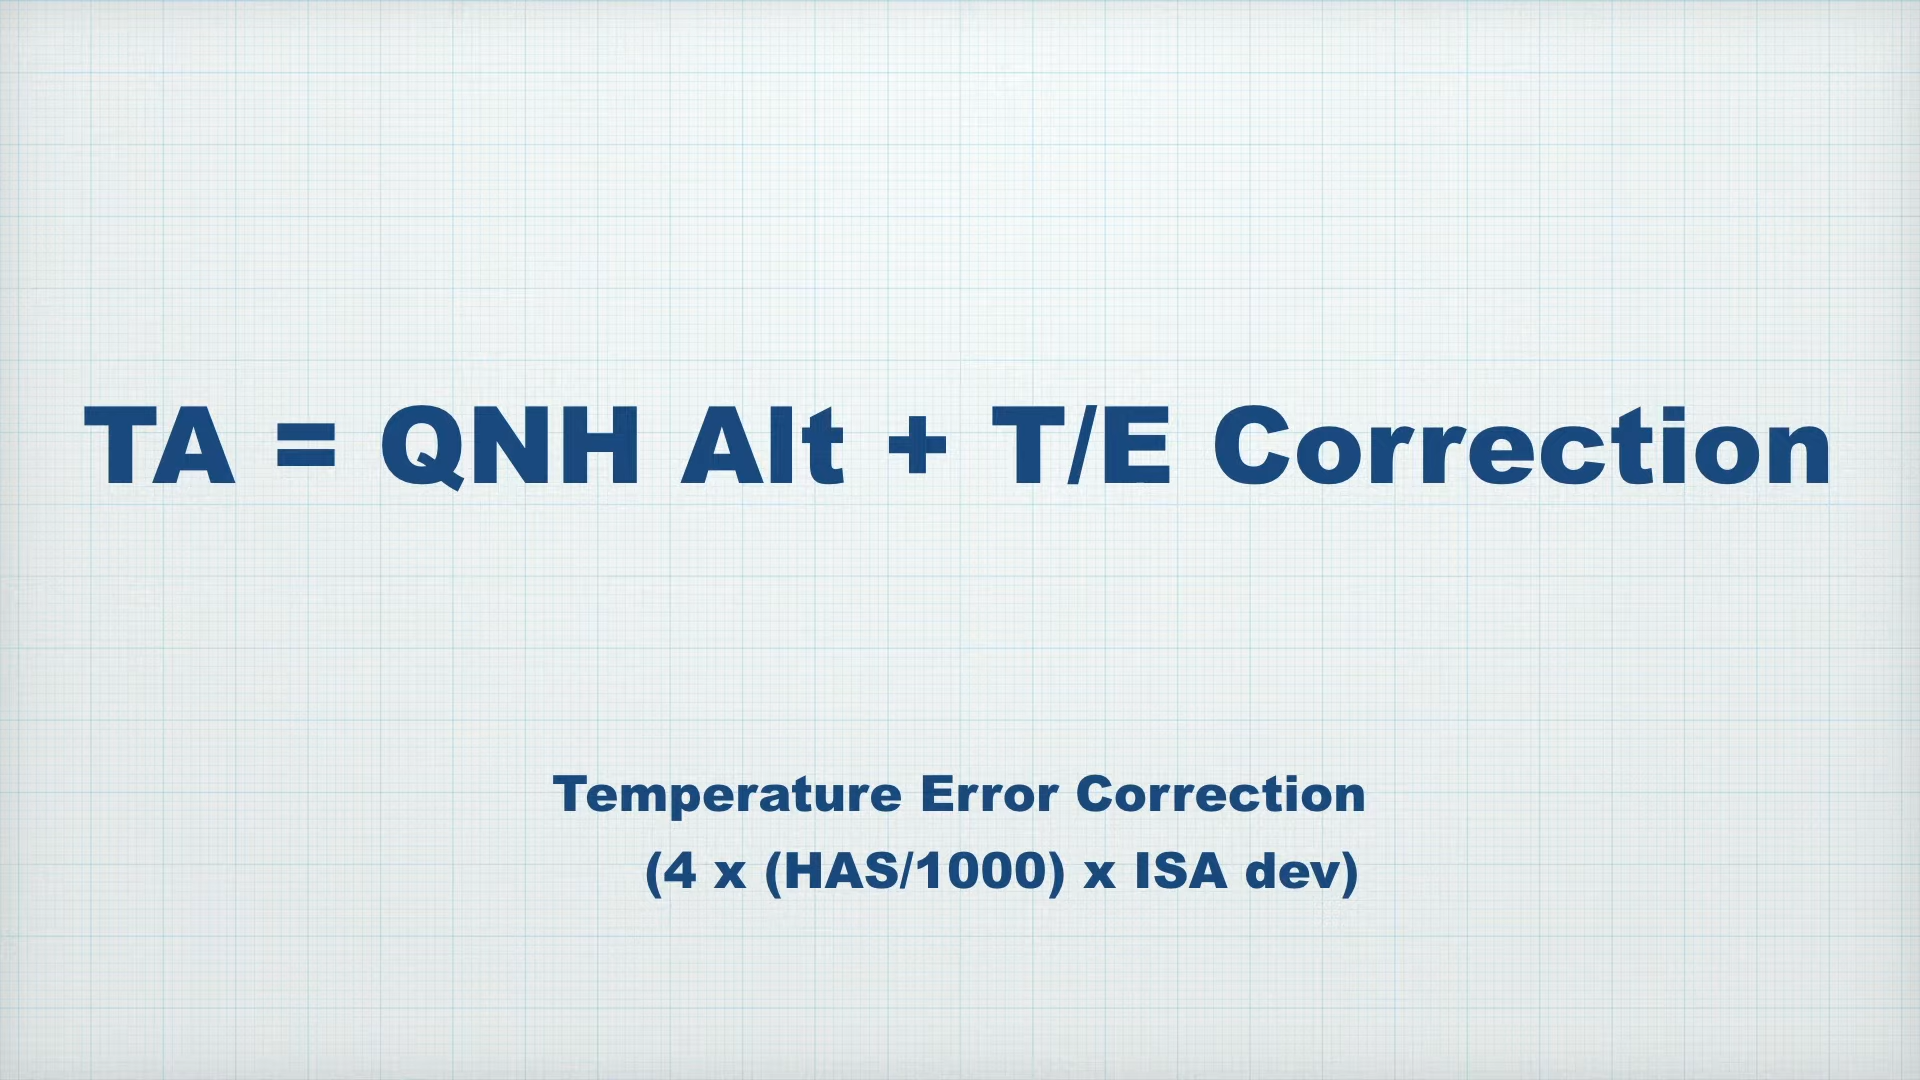 TA = QNH Alt + T/E Correction
Temperature Error Correction
(4 x (HAS/1000) x ISA dev)